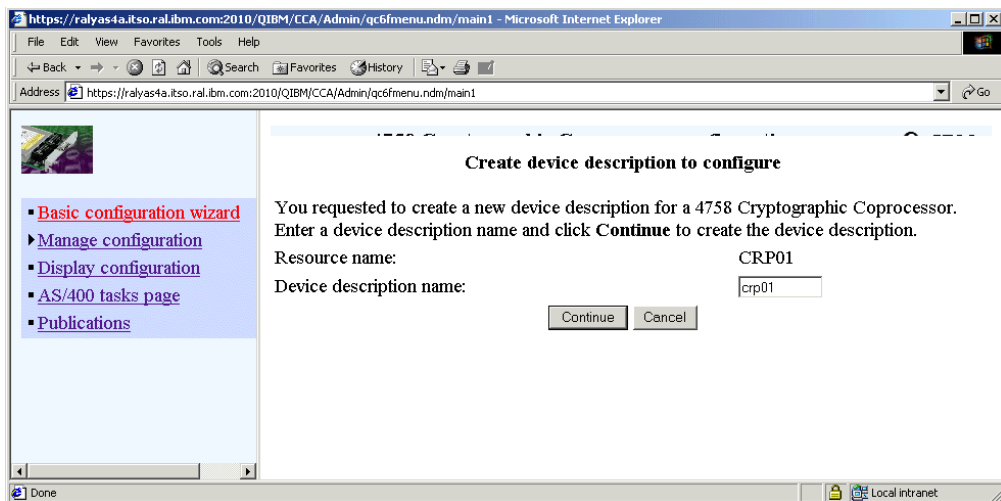 https://ralyas4a.itso.ral.ibm.com:2010/QIBM/CCA/Admin/qc6fmenu.ndm/main1 - Microsoft Internet Explorer
File Edit View Favorites Tools Help
Back Search Favorites History
Address https://ralyas4a.itso.ral.ibm.com:2010/QIBM/CCA/Admin/qc6fmenu.ndm/main1 Go
Basic configuration wizard
Manage configuration
Display configuration
AS/400 tasks page
Publications
Create device description to configure
You requested to create a new device description for a 4758 Cryptographic Coprocessor.
Enter a device description name and click Continue to create the device description.
Resource name: CRP01
Device description name: crp01
Continue Cancel
Done Local intranet